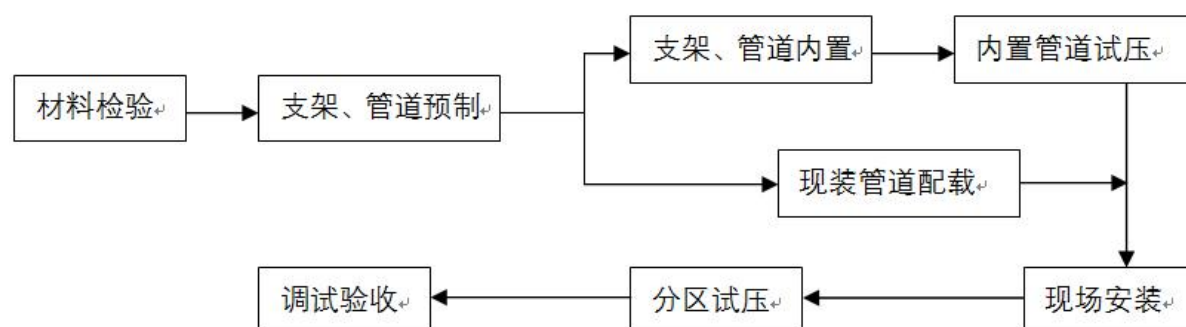 支架、管道内置
内置管道试压
材料检验
支架、管道预制
现装管道配载
调试验收
分区试压
现场安装